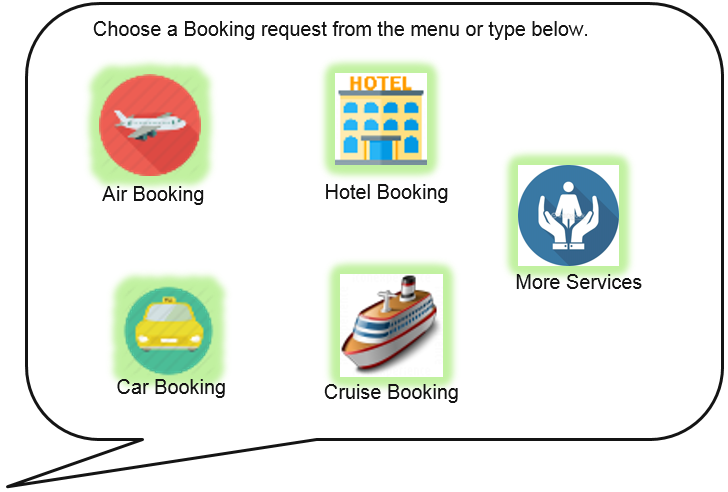 Choose a Booking request from the menu or type below.
HOTEL
Air Booking
Hotel Booking
More Services
Car Booking
Cruise Booking